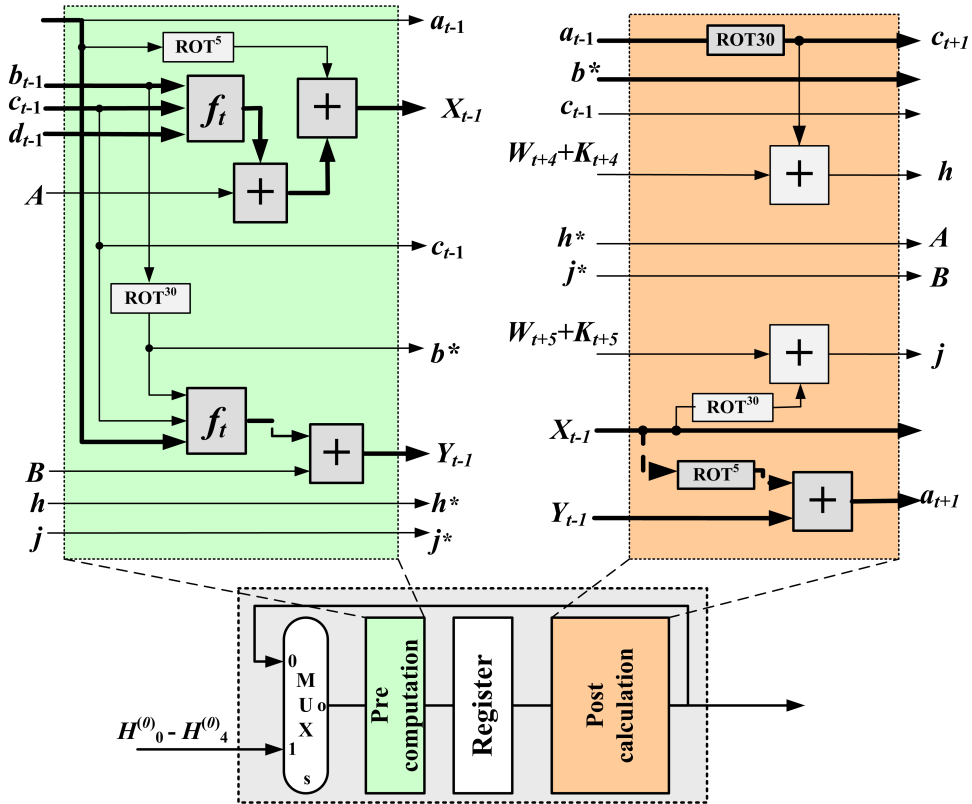 a_{t-1}
ROT^5
b_{t-1}
c_{t-1}
d_{t-1}
f_t
+
X_{t-1}
+
A
c_{t-1}
ROT^{30}
b*
f_t
+
Y_{t-1}
B
h
h*
j
j*
a_{t-1}
ROT30
c_{t+1}
b*
c_{t-1}
W_{t+4}+K_{t+4}
+
h
h*
A
j*
B
W_{t+5}+K_{t+5}
+
j
ROT^{30}
X_{t-1}
ROT^5
+
a_{t+1}
Y_{t-1}
0
M
U o
X
1
s
H^{(0)}_0 - H^{(0)}_4
Pre
computation
Register
Post
calculation